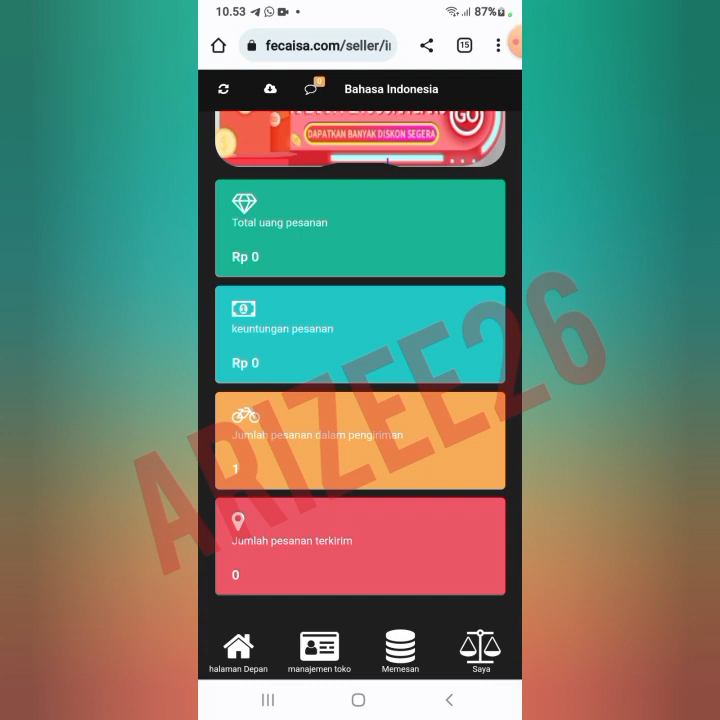 10.53
87%
fecaisa.com/seller/i
15
0
Bahasa Indonesia
GO
DAPATKAN BANYAK DISKON SEGERA
Total uang pesanan
Rp 0
1
keuntungan pesanan
Rp 0
Jumlah pesanan dalam pengiriman
1
Jumlah pesanan terkirim
0
ARIZEE26
halaman Depan
manajemen toko
Memesan
Saya